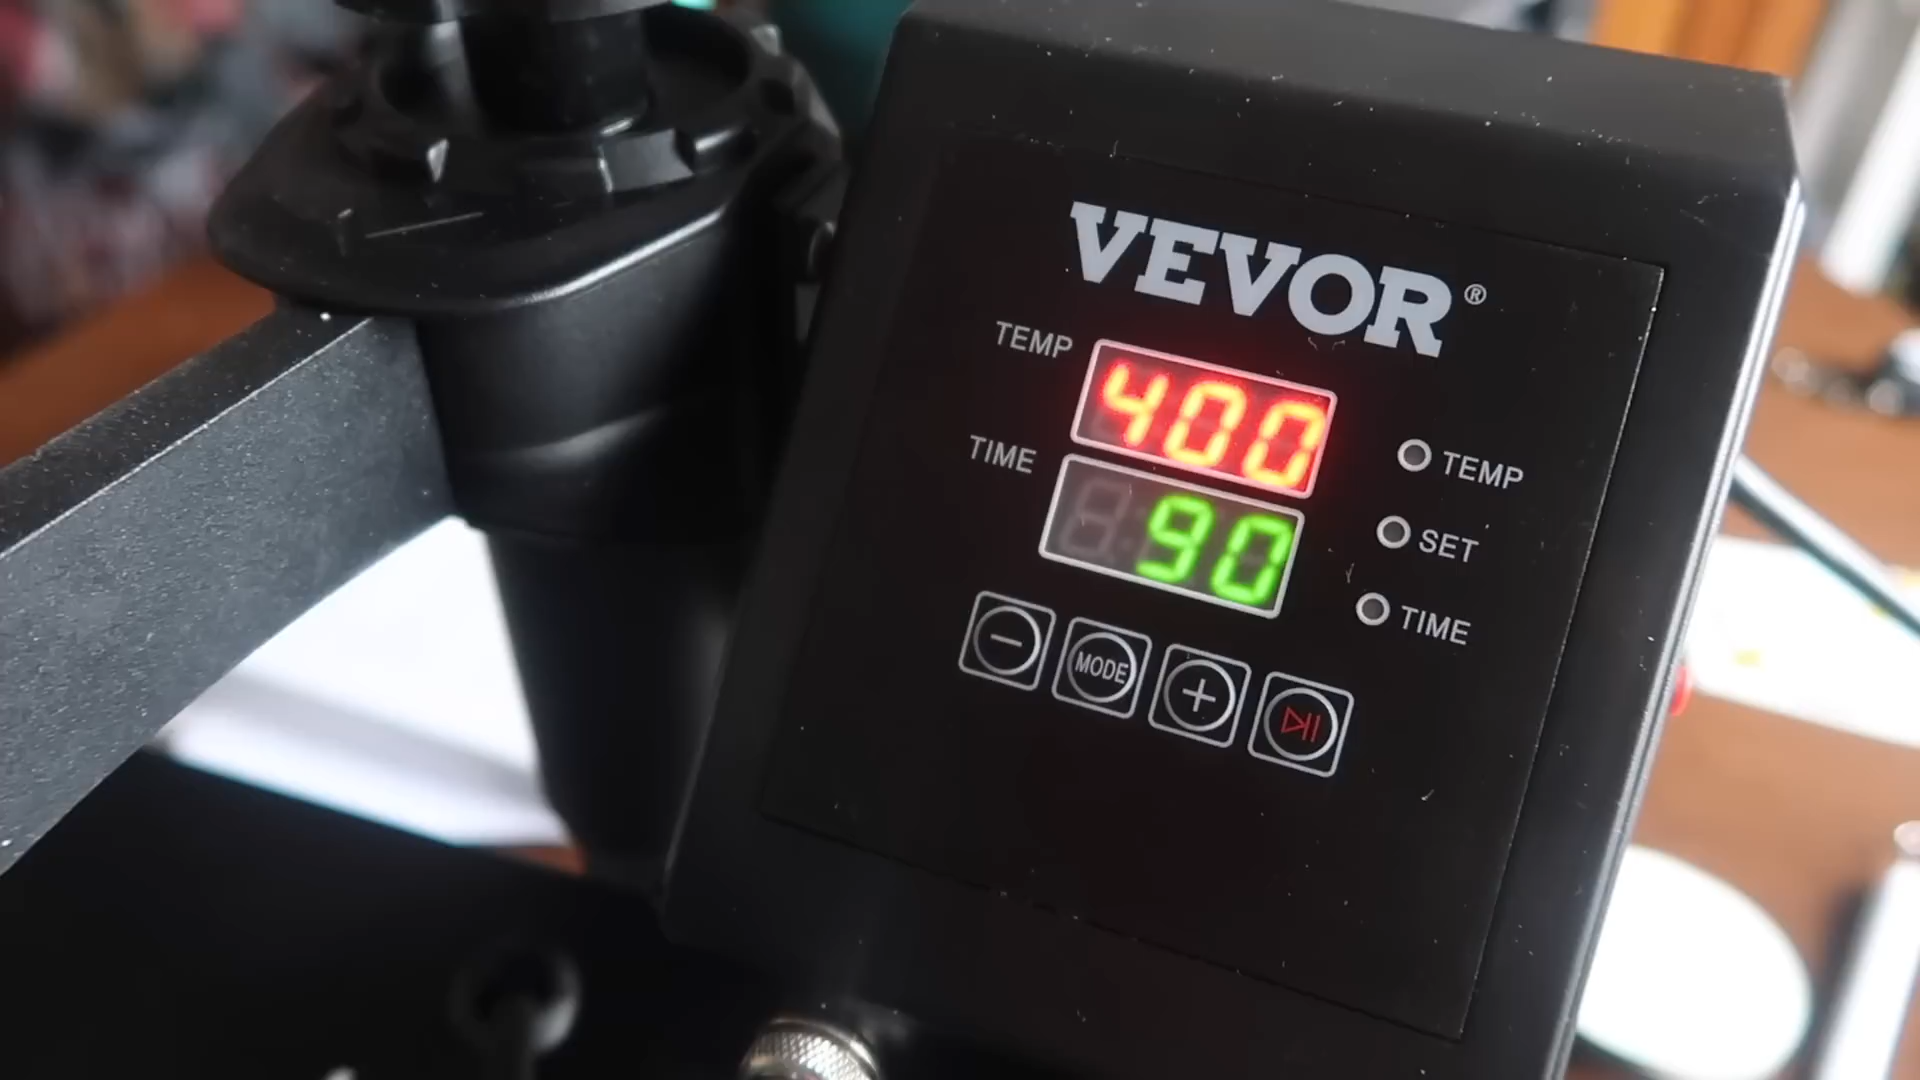 VEVOR®
TEMP 400
TIME 90
TEMP
SET
TIME
− MODE +